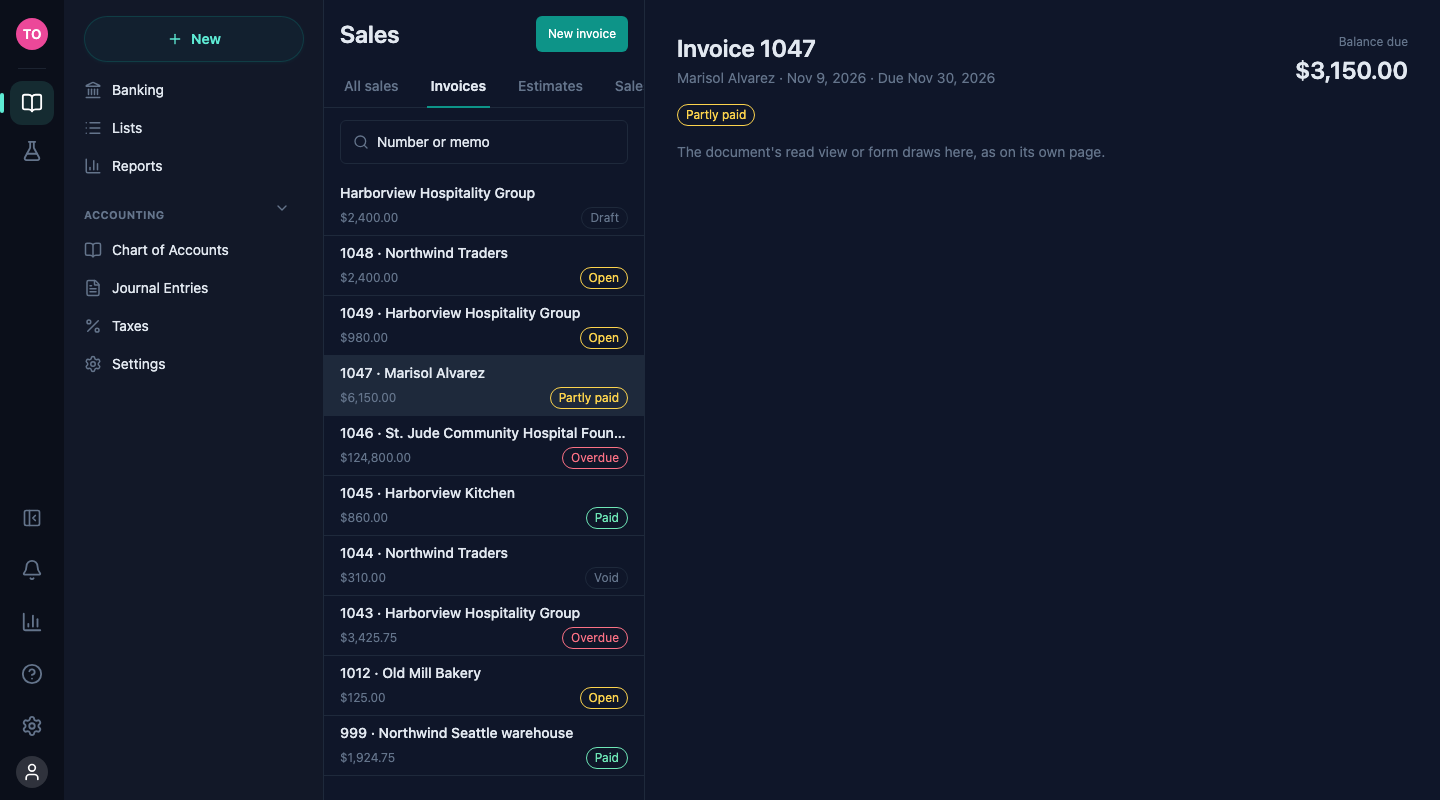 TO
New
Banking
Lists
Reports
ACCOUNTING
Chart of Accounts
Journal Entries
Taxes
Settings
Sales
New invoice
All sales
Invoices
Estimates
Sale
Number or memo
Harborview Hospitality Group
$2,400.00
Draft
1048 · Northwind Traders
$2,400.00
Open
1049 · Harborview Hospitality Group
$980.00
Open
1047 · Marisol Alvarez
$6,150.00
Partly paid
1046 · St. Jude Community Hospital Foun...
$124,800.00
Overdue
1045 · Harborview Kitchen
$860.00
Paid
1044 · Northwind Traders
$310.00
Void
1043 · Harborview Hospitality Group
$3,425.75
Overdue
1012 · Old Mill Bakery
$125.00
Open
999 · Northwind Seattle warehouse
$1,924.75
Paid
Invoice 1047
Marisol Alvarez · Nov 9, 2026 · Due Nov 30, 2026
Balance due
$3,150.00
Partly paid
The document's read view or form draws here, as on its own page.